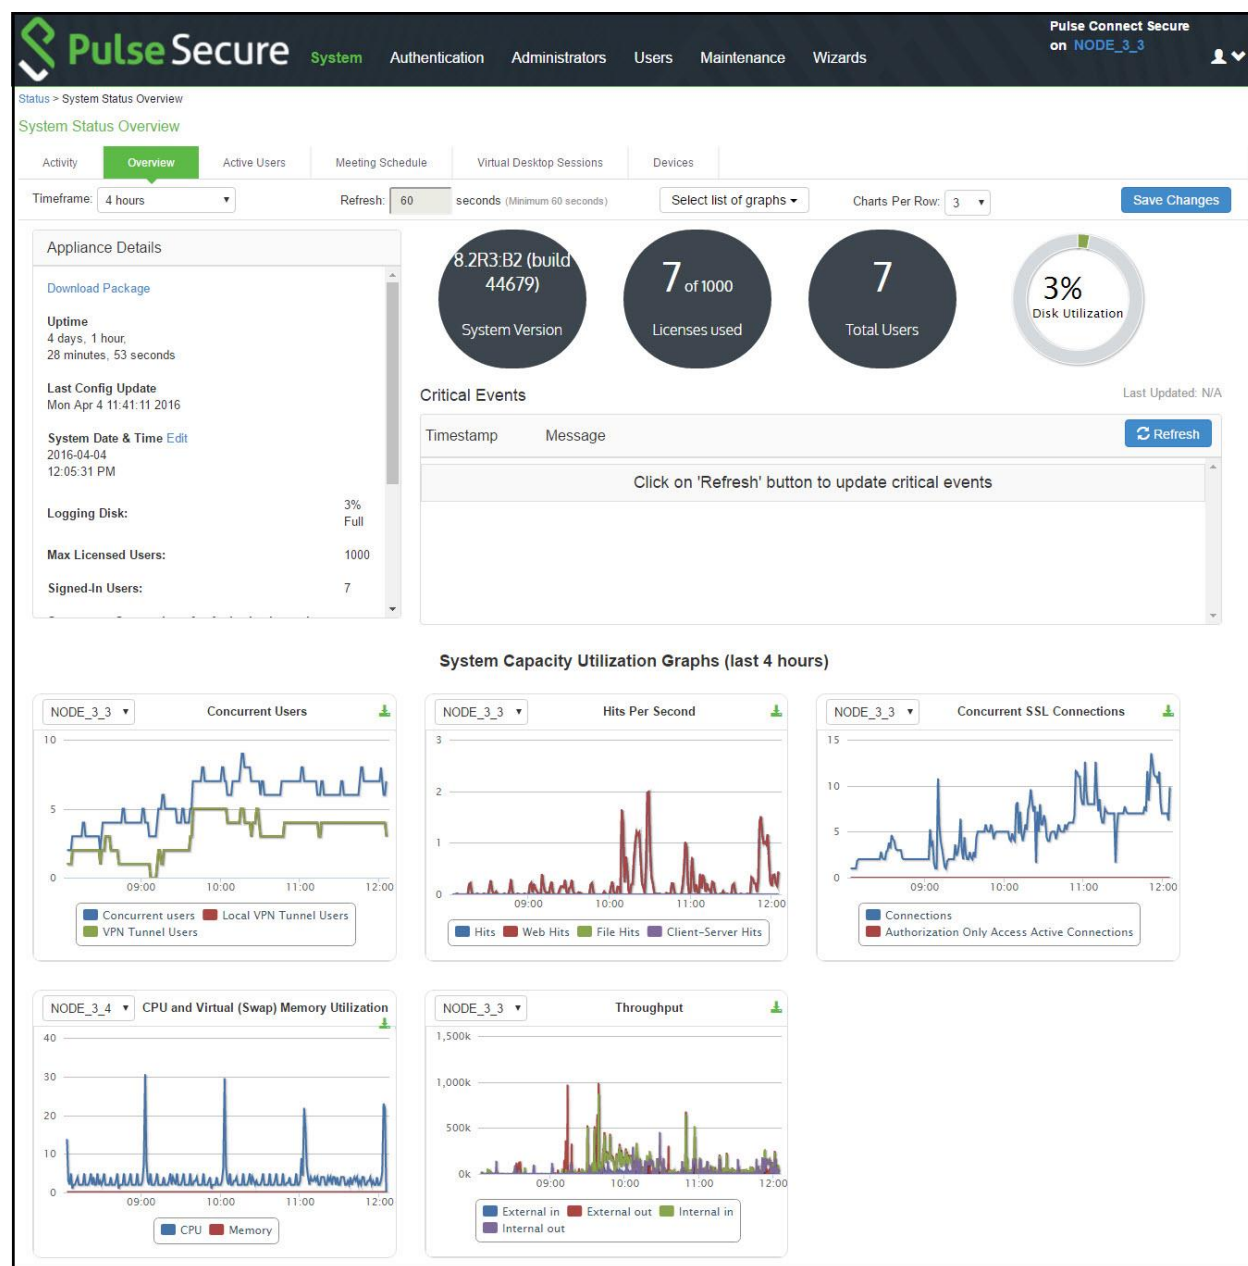 Pulse Secure
System Authentication Administrators Users Maintenance Wizards
Pulse Connect Secure
on NODE_3_3
Status > System Status Overview
System Status Overview
Activity Overview Active Users Meeting Schedule Virtual Desktop Sessions Devices
Timeframe: 4 hours Refresh: 60 seconds (Minimum 60 seconds) Select list of graphs Charts Per Row: 3 Save Changes
Appliance Details
Download Package
Uptime
4 days, 1 hour,
28 minutes, 53 seconds
Last Config Update
Mon Apr 4 11:41:11 2016
System Date & Time Edit
2016-04-04
12:05:31 PM
Logging Disk: 3%
Full
Max Licensed Users: 1000
Signed-In Users: 7
8.2R3:B2 (build
44679)
System Version
7 of 1000
Licenses used
7
Total Users
3%
Disk Utilization
Critical Events Last Updated: N/A
Timestamp Message Refresh
Click on 'Refresh' button to update critical events
System Capacity Utilization Graphs (last 4 hours)
NODE_3_3 Concurrent Users
10
5
0
09:00 10:00 11:00 12:00
Concurrent users Local VPN Tunnel Users
VPN Tunnel Users
NODE_3_3 Hits Per Second
3
2
1
0
09:00 10:00 11:00 12:00
Hits Web Hits File Hits Client-Server Hits
NODE_3_3 Concurrent SSL Connections
15
10
5
0
09:00 10:00 11:00 12:00
Connections
Authorization Only Access Active Connections
NODE_3_4 CPU and Virtual (Swap) Memory Utilization
40
30
20
10
0
09:00 10:00 11:00 12:00
CPU Memory
NODE_3_3 Throughput
1,500k
1,000k
500k
0k
09:00 10:00 11:00 12:00
External in External out Internal in
Internal out